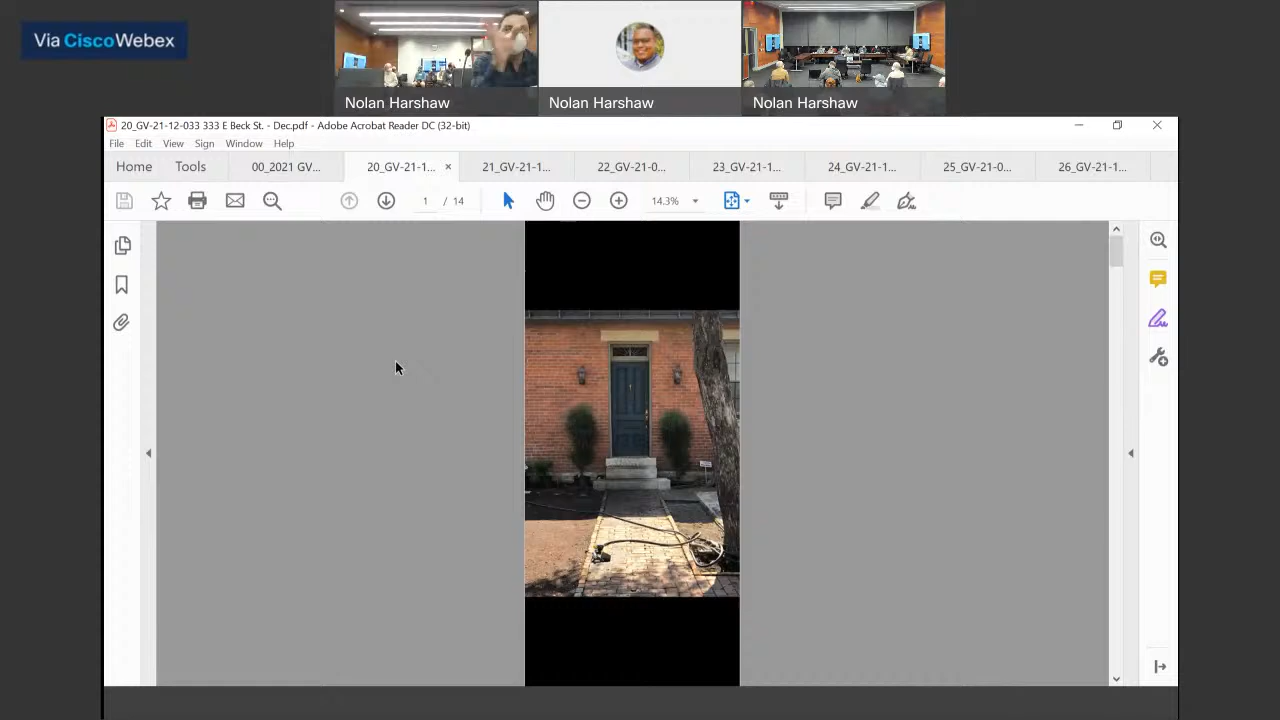 Via Cisco Webex
Nolan Harshaw
Nolan Harshaw
Nolan Harshaw
20_GV-21-12-033 333 E Beck St. - Dec.pdf - Adobe Acrobat Reader DC (32-bit)
File Edit View Sign Window Help
Home Tools 00_2021 GV... 20_GV-21-1... × 21_GV-21-1... 22_GV-21-0... 23_GV-21-1... 24_GV-21-1... 25_GV-21-0... 26_GV-21-1...
1 / 14 14.3%